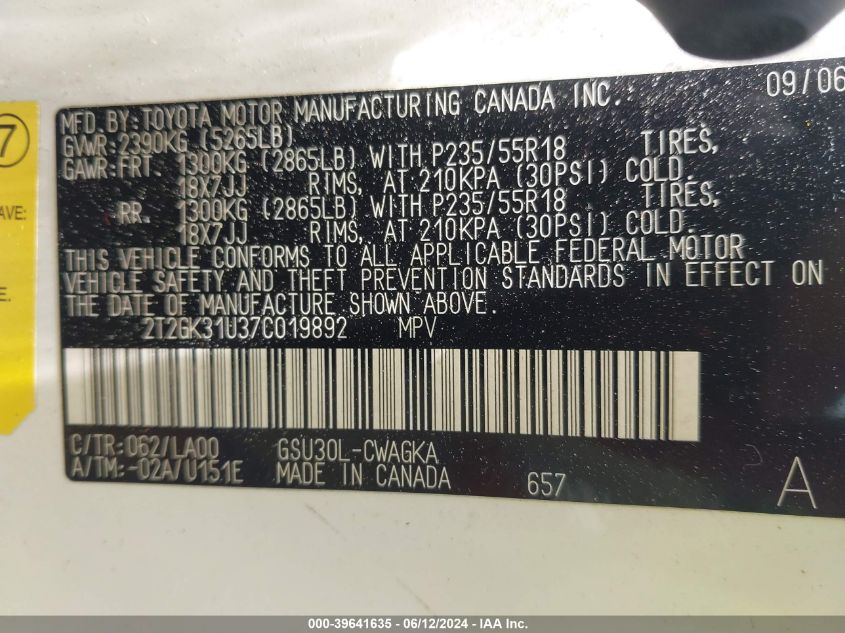 09/06
MFD.BY:TOYOTA MOTOR MANUFACTURING CANADA INC.
GVWR:2390KG (5265LB)
GAWR:FRT. 1300KG (2865LB) WITH P235/55R18 TIRES,
18X7JJ RIMS, AT 210KPA (30PSI) COLD.
RR. 1300KG (2865LB) WITH P235/55R18 TIRES,
18X7JJ RIMS, AT 210KPA (30PSI) COLD.
THIS VEHICLE CONFORMS TO ALL APPLICABLE FEDERAL MOTOR
VEHICLE SAFETY AND THEFT PREVENTION STANDARDS IN EFFECT ON
THE DATE OF MANUFACTURE SHOWN ABOVE.
2T2GK31U37C019892 MPV
C/TR:062/LA00 GSU30L-CWAGKA
A/TM:-02A/U151E MADE IN CANADA 657 A
7
AVE:
E.
000-39641635 - 06/12/2024 - IAA Inc.